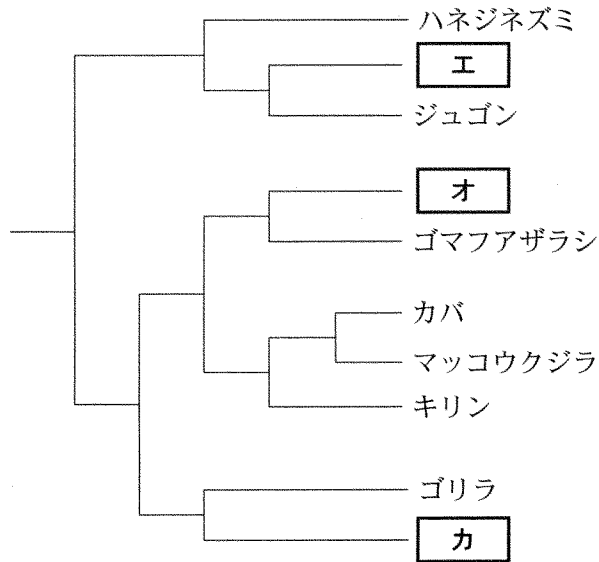 ハネジネズミ
エ
ジュゴン
オ
ゴマフアザラシ
カバ
マッコウクジラ
キリン
ゴリラ
カ